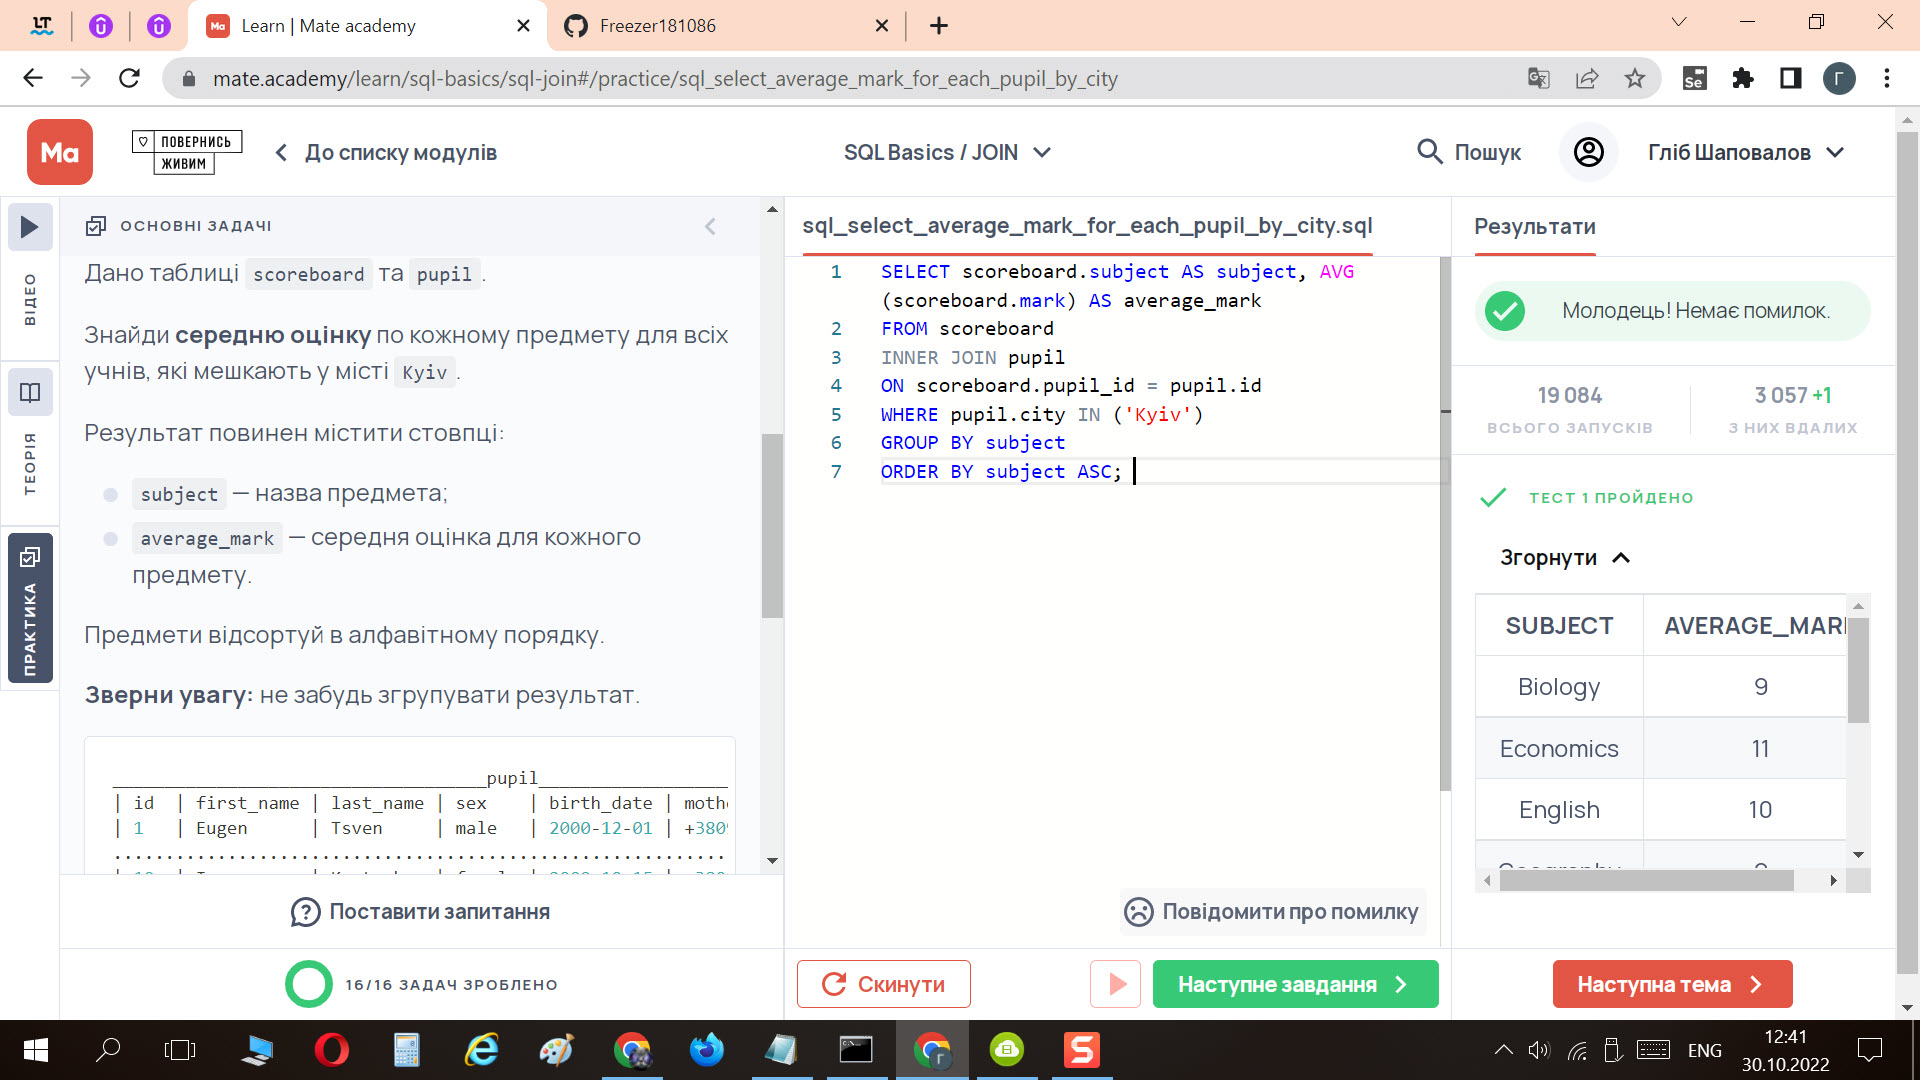 Learn | Mate academy
Freezer181086
mate.academy/learn/sql-basics/sql-join#/practice/sql_select_average_mark_for_each_pupil_by_city
Ma
ПОВЕРНИСЬ
ЖИВИМ
До списку модулів
SQL Basics / JOIN
Пошук
Гліб Шаповалов
ВІДЕО
ТЕОРІЯ
ПРАКТИКА
ОСНОВНІ ЗАДАЧІ
Дано таблиці scoreboard та pupil.
Знайди середню оцінку по кожному предмету для всіх
учнів, які мешкають у місті Kyiv.
Результат повинен містити стовпці:
subject — назва предмета;
average_mark — середня оцінка для кожного
предмету.
Предмети відсортуй в алфавітному порядку.
Зверни увагу: не забудь згрупувати результат.
pupil
| id | first_name | last_name | sex | birth_date |
| 1 | Eugen | Tsven | male | 2000-12-01 |
Поставити запитання
16/16 ЗАДАЧ ЗРОБЛЕНО
sql_select_average_mark_for_each_pupil_by_city.sql
1 SELECT scoreboard.subject AS subject, AVG
(scoreboard.mark) AS average_mark
2 FROM scoreboard
3 INNER JOIN pupil
4 ON scoreboard.pupil_id = pupil.id
5 WHERE pupil.city IN ('Kyiv')
6 GROUP BY subject
7 ORDER BY subject ASC;
Повідомити про помилку
Скинути
Наступне завдання
Результати
Молодець! Немає помилок.
19 084
ВСЬОГО ЗАПУСКІВ
3 057 +1
З НИХ ВДАЛИХ
ТЕСТ 1 ПРОЙДЕНО
Згорнути
SUBJECT AVERAGE_MAR
Biology 9
Economics 11
English 10
Наступна тема
ENG
12:41
30.10.2022